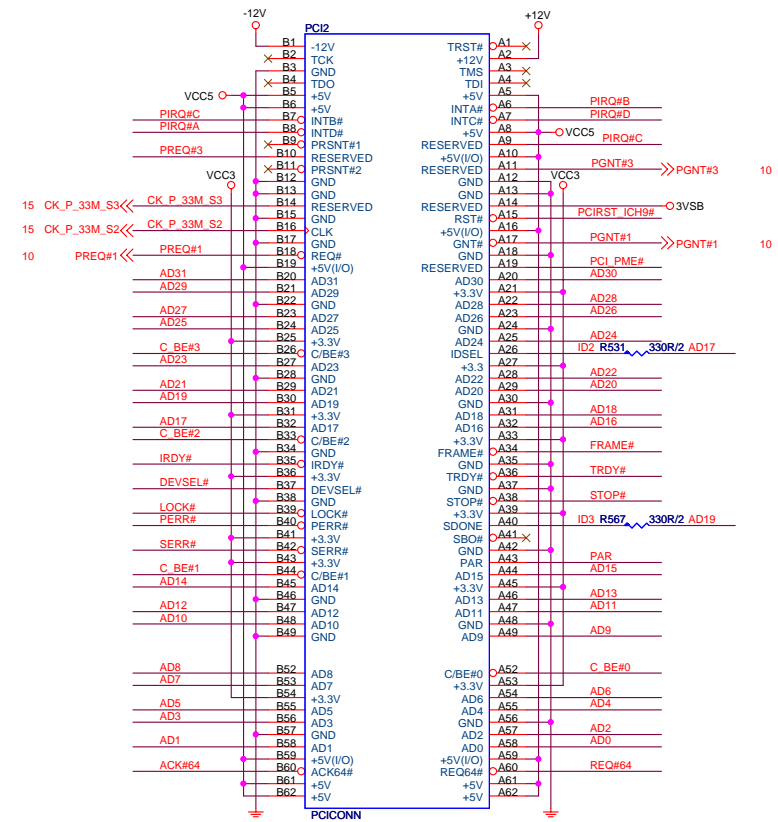 -12V +12V
PCI2
B1 -12V TRST# A1
B2 TCK +12V A2
B3 GND TMS A3
B4 TDO TDI A4
VCC5 B5 +5V +5V A5
B6 +5V INTA# A6 PIRQ#B
PIRQ#C B7 INTB# INTC# A7 PIRQ#D
PIRQ#A B8 INTD# +5V A8 VCC5
B9 PRSNT#1 RESERVED A9 PIRQ#C
PREQ#3 B10 RESERVED +5V(I/O) A10
B11 PRSNT#2 RESERVED A11 PGNT#3 PGNT#3 10
VCC3 B12 GND GND A12 VCC3
B13 GND GND A13
15 CK_P_33M_S3 CK_P_33M_S3 B14 RESERVED RESERVED A14 3VSB
B15 GND RST# A15 PCIRST_ICH9#
15 CK_P_33M_S2 CK_P_33M_S2 B16 CLK +5V(I/O) A16
B17 GND GNT# A17 PGNT#1 PGNT#1 10
10 PREQ#1 PREQ#1 B18 REQ# GND A18
B19 +5V(I/O) RESERVED A19 PCI_PME#
AD31 B20 AD31 AD30 A20 AD30
AD29 B21 AD29 +3.3V A21
B22 GND AD28 A22 AD28
AD27 B23 AD27 AD26 A23 AD26
AD25 B24 AD25 GND A24
B25 +3.3V AD24 A25 AD24
C_BE#3 B26 C/BE#3 IDSEL A26 ID2 R531 330R/2 AD17
AD23 B27 AD23 +3.3 A27
B28 GND AD22 A28 AD22
AD21 B29 AD21 AD20 A29 AD20
AD19 B30 AD19 GND A30
B31 +3.3V AD18 A31 AD18
AD17 B32 AD17 AD16 A32 AD16
C_BE#2 B33 C/BE#2 +3.3V A33
B34 GND FRAME# A34 FRAME#
IRDY# B35 IRDY# GND A35
B36 +3.3V TRDY# A36 TRDY#
DEVSEL# B37 DEVSEL# GND A37
B38 GND STOP# A38 STOP#
LOCK# B39 LOCK# +3.3V A39
PERR# B40 PERR# SDONE A40 ID3 R567 330R/2 AD19
B41 +3.3V SBO# A41
SERR# B42 SERR# GND A42
B43 +3.3V PAR A43 PAR
C_BE#1 B44 C/BE#1 AD15 A44 AD15
AD14 B45 AD14 +3.3V A45
B46 GND AD13 A46 AD13
AD12 B47 AD12 AD11 A47 AD11
AD10 B48 AD10 GND A48
B49 GND AD9 A49 AD9
AD8 B52 AD8 C/BE#0 A52 C_BE#0
AD7 B53 AD7 +3.3V A53
B54 +3.3V AD6 A54 AD6
AD5 B55 AD5 AD4 A55 AD4
AD3 B56 AD3 GND A56
B57 GND AD2 A57 AD2
AD1 B58 AD1 AD0 A58 AD0
B59 +5V(I/O) +5V(I/O) A59
ACK#64 B60 ACK64# REQ64# A60 REQ#64
B61 +5V +5V A61
B62 +5V +5V A62
PCICONN